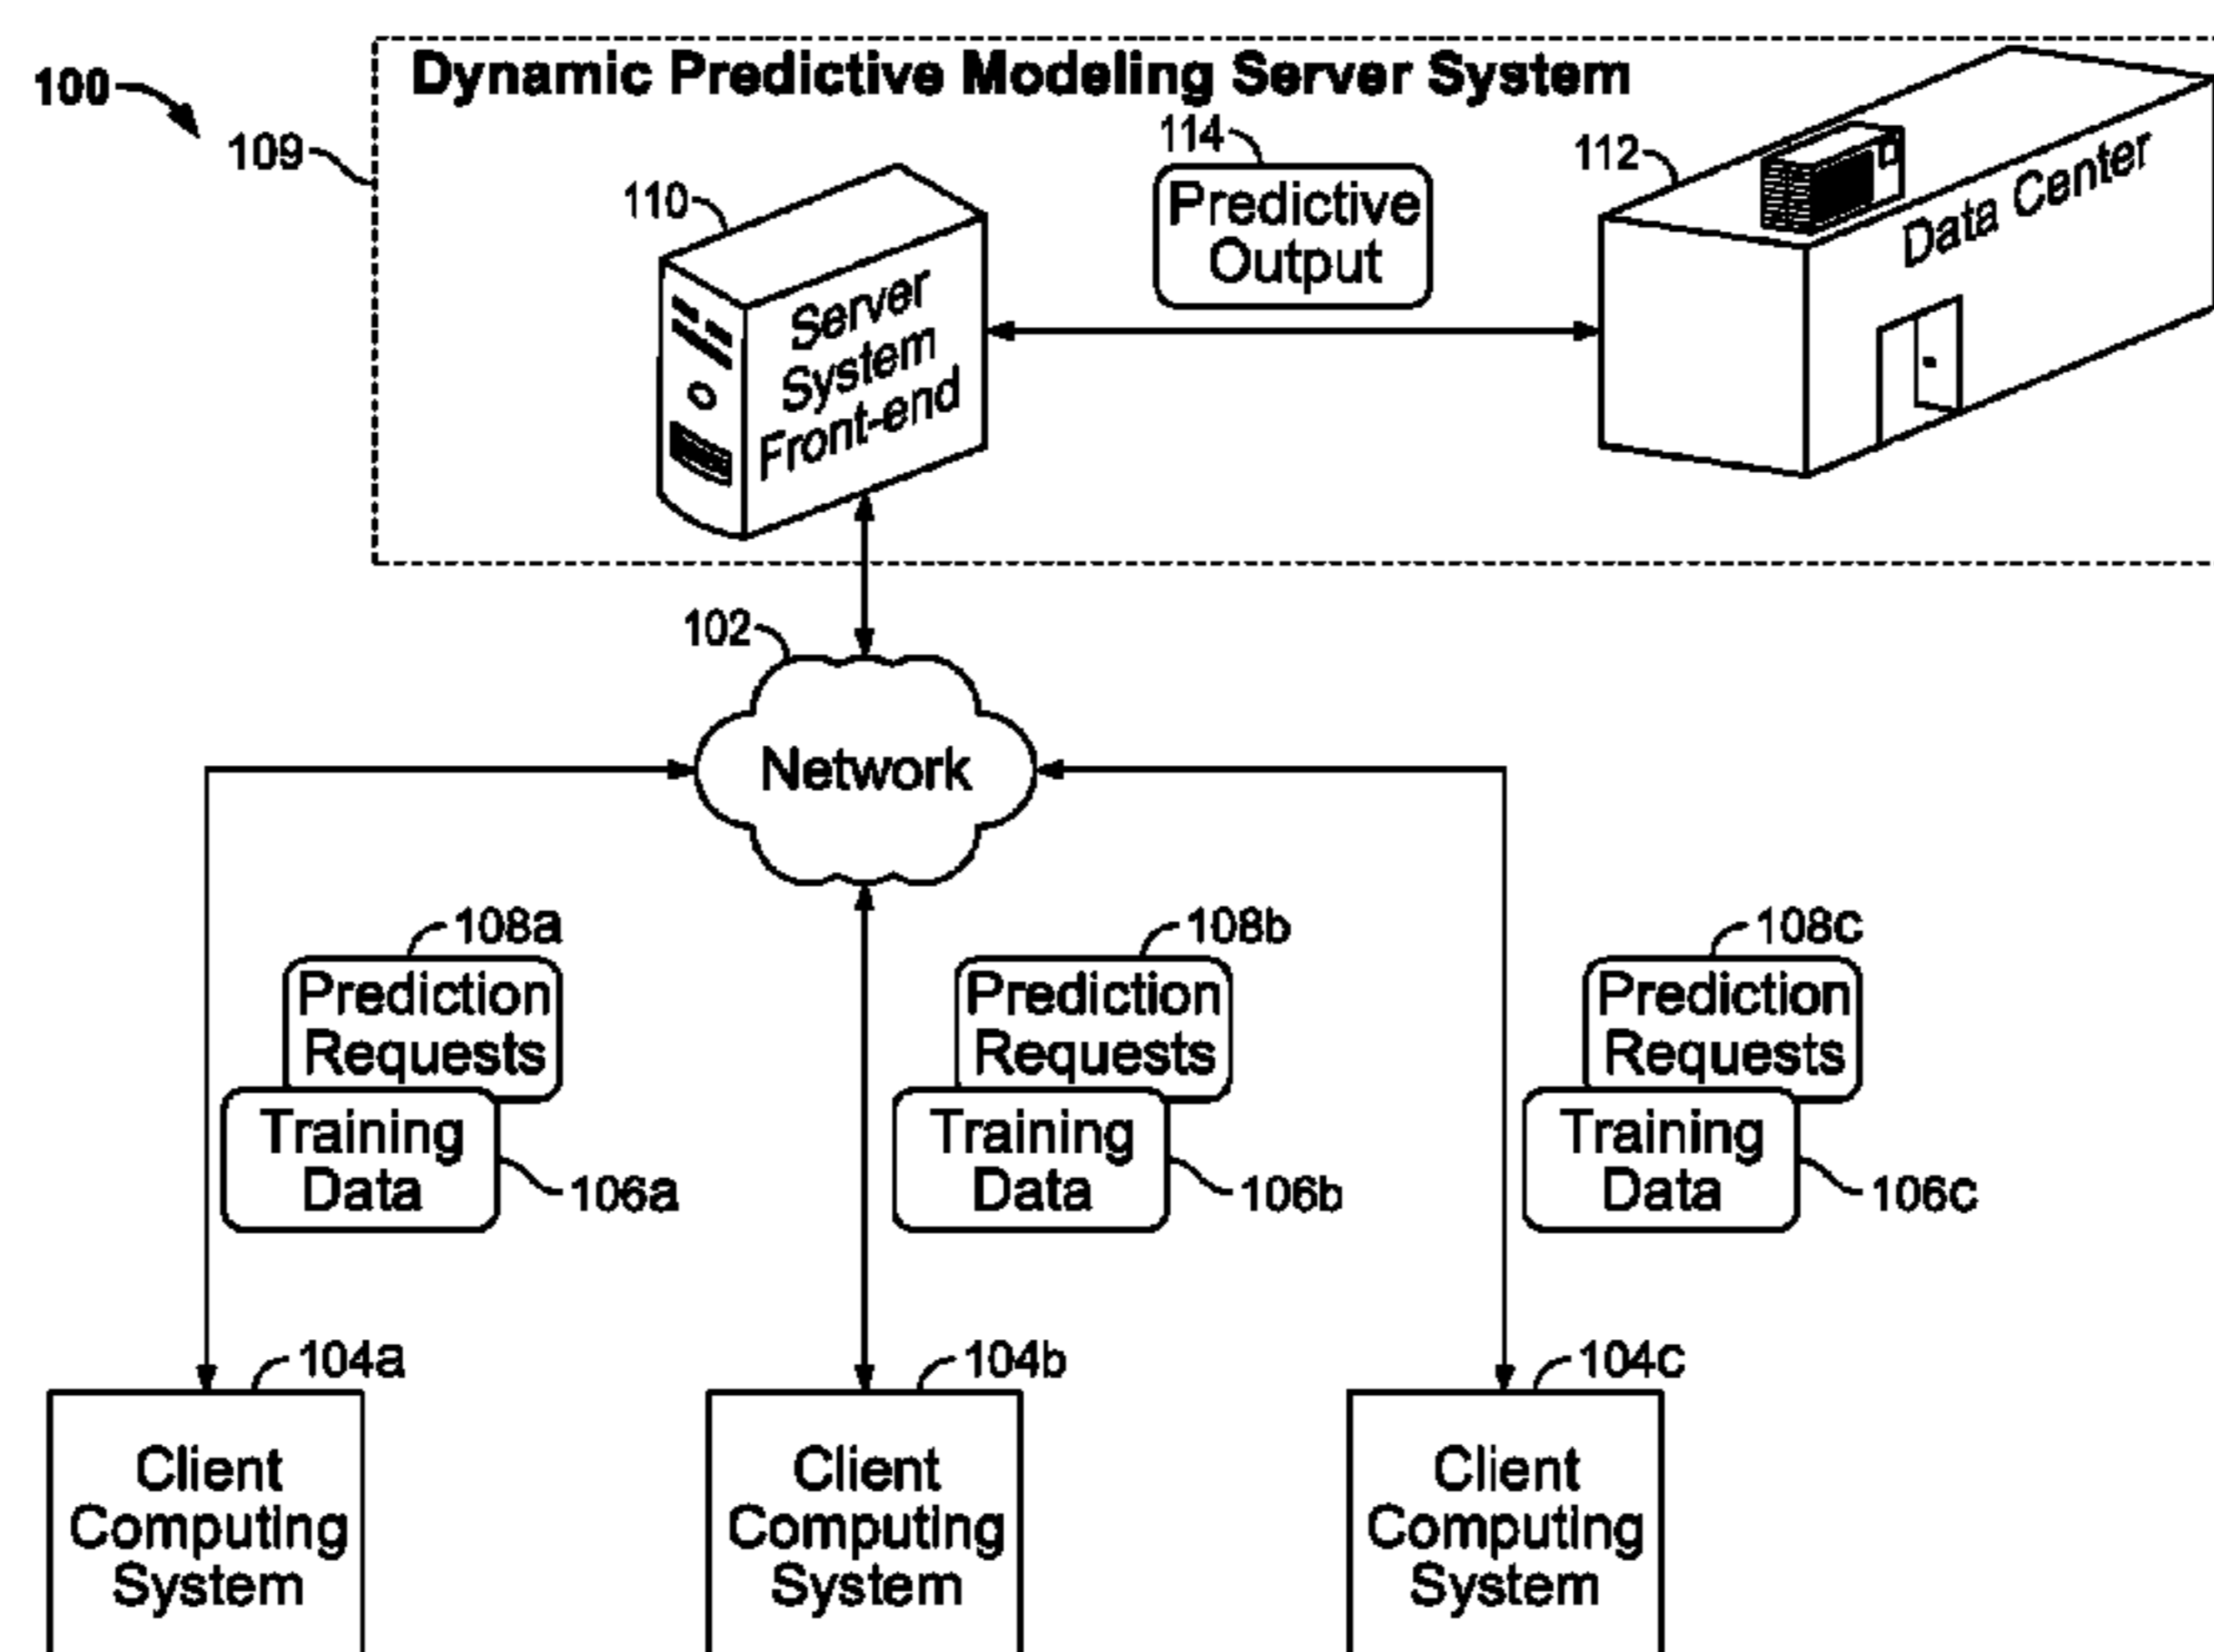 100
Dynamic Predictive Modeling Server System
109
110
114
112
Predictive
Output
Data Center
Server
System
Front-end
102
Network
108a
Prediction
Requests
Training
Data
106a
108b
Prediction
Requests
Training
Data
106b
108c
Prediction
Requests
Training
Data
106c
104a
Client
Computing
System
104b
Client
Computing
System
104c
Client
Computing
System